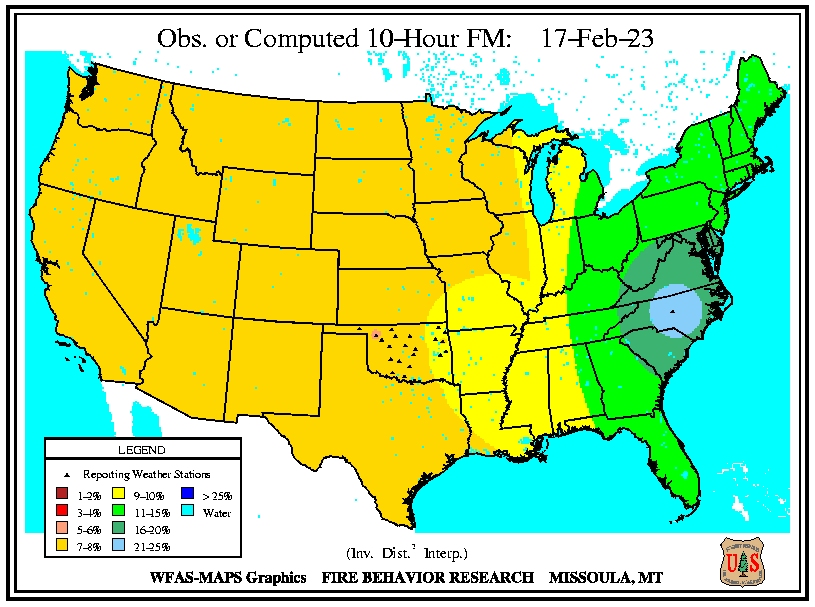 Obs. or Computed 10-Hour FM: 17-Feb-23
LEGEND
Reporting Weather Stations
1-2% 9-10% > 25%
3-4% 11-15% Water
5-6% 16-20%
7-8% 21-25%
(Inv. Dist.² Interp.)
WFAS-MAPS Graphics FIRE BEHAVIOR RESEARCH MISSOULA, MT
U S